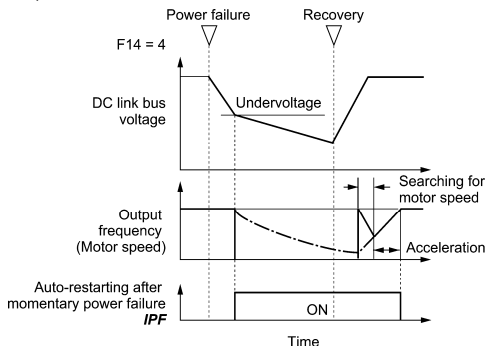 Power failure
Recovery
F14 = 4
DC link bus
voltage
Undervoltage
Searching for
motor speed
Output
frequency
(Motor speed)
Acceleration
Auto-restarting after
momentary power failure
IPF
ON
Time